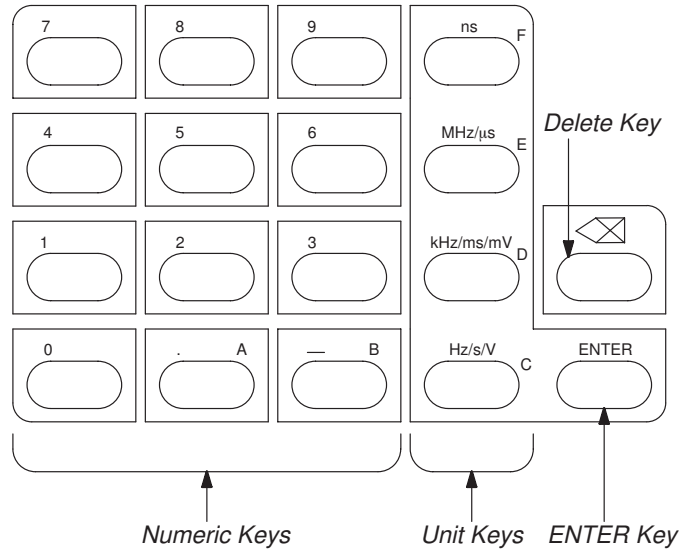 7 8 9 ns F
4 5 6 MHz/µs E
Delete Key
1 2 3 kHz/ms/mV D
0 . A — B Hz/s/V C ENTER
Numeric Keys Unit Keys ENTER Key